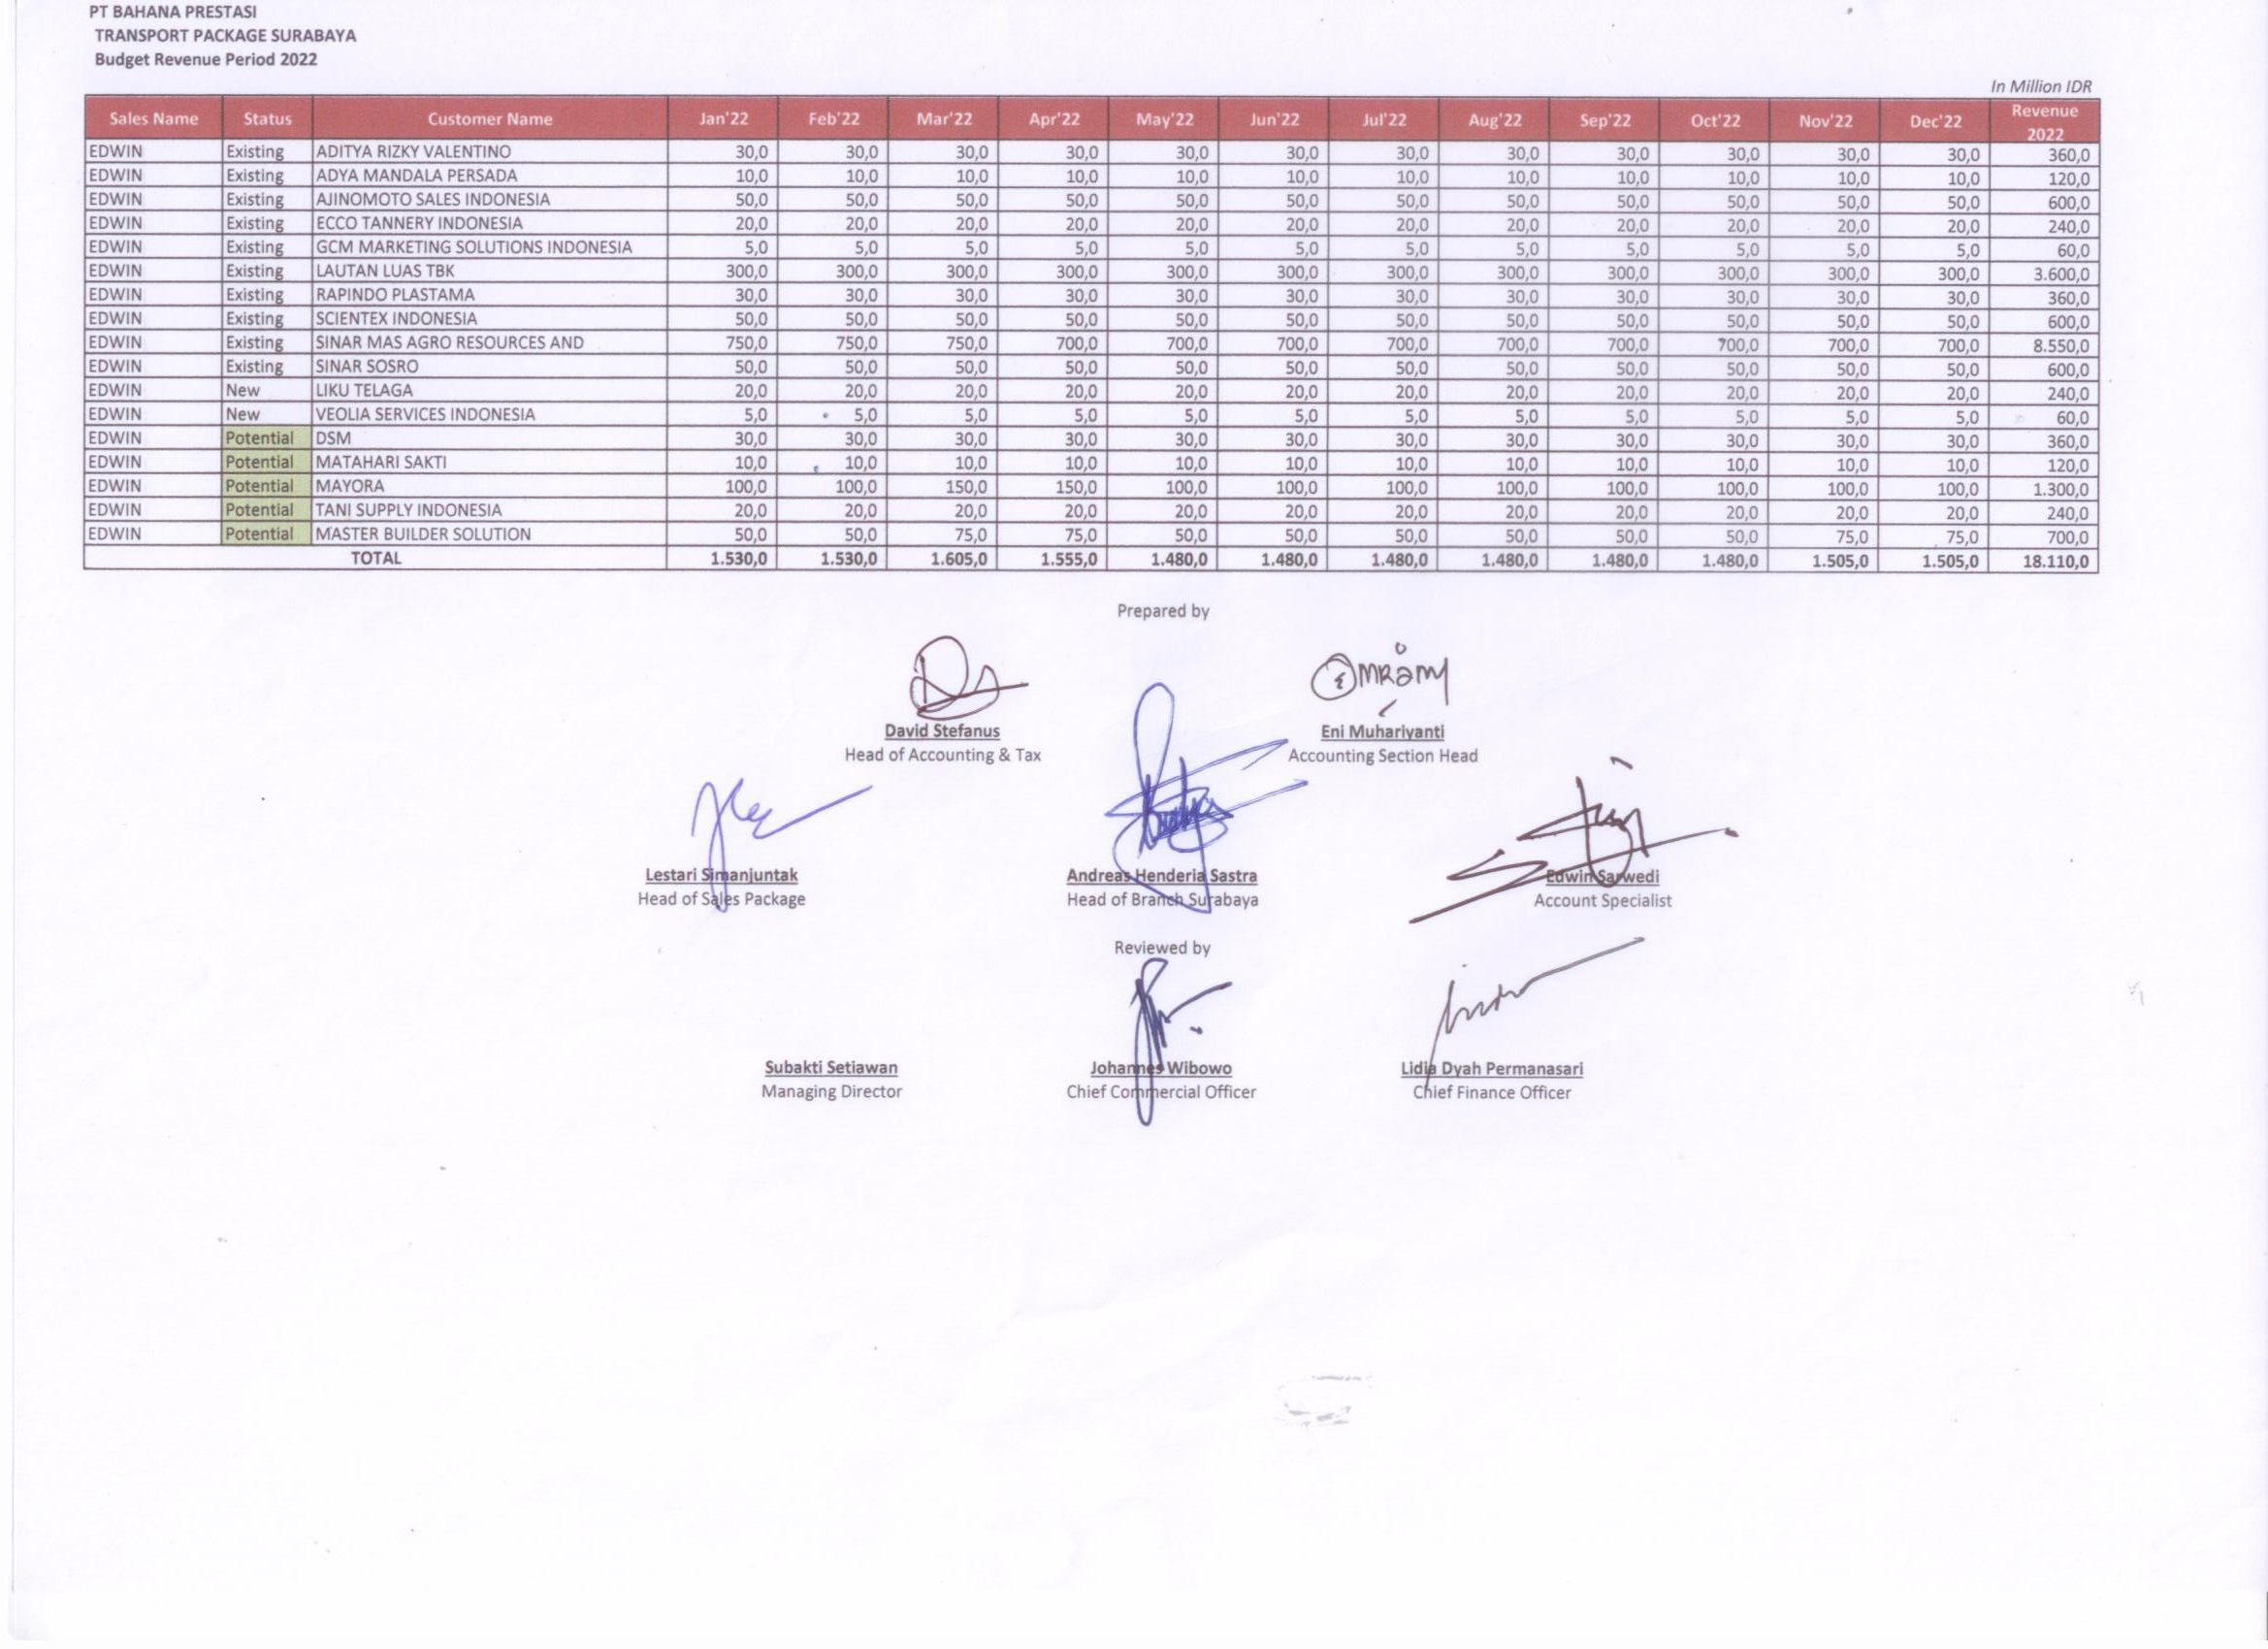 PT BAHANA PRESTASI
TRANSPORT PACKAGE SURABAYA
Budget Revenue Period 2022
In Million IDR
Sales Name Status Customer Name Jan'22 Feb'22 Mar'22 Apr'22 May'22 Jun'22 Jul'22 Aug'22 Sep'22 Oct'22 Nov'22 Dec'22 Revenue 2022
EDWIN Existing ADITYA RIZKY VALENTINO 30,0 30,0 30,0 30,0 30,0 30,0 30,0 30,0 30,0 30,0 30,0 30,0 360,0
EDWIN Existing ADYA MANDALA PERSADA 10,0 10,0 10,0 10,0 10,0 10,0 10,0 10,0 10,0 10,0 10,0 10,0 120,0
EDWIN Existing AJINOMOTO SALES INDONESIA 50,0 50,0 50,0 50,0 50,0 50,0 50,0 50,0 50,0 50,0 50,0 50,0 600,0
EDWIN Existing ECCO TANNERY INDONESIA 20,0 20,0 20,0 20,0 20,0 20,0 20,0 20,0 20,0 20,0 20,0 20,0 240,0
EDWIN Existing GCM MARKETING SOLUTIONS INDONESIA 5,0 5,0 5,0 5,0 5,0 5,0 5,0 5,0 5,0 5,0 5,0 5,0 60,0
EDWIN Existing LAUTAN LUAS TBK 300,0 300,0 300,0 300,0 300,0 300,0 300,0 300,0 300,0 300,0 300,0 300,0 3.600,0
EDWIN Existing RAPINDO PLASTAMA 30,0 30,0 30,0 30,0 30,0 30,0 30,0 30,0 30,0 30,0 30,0 30,0 360,0
EDWIN Existing SCIENTEX INDONESIA 50,0 50,0 50,0 50,0 50,0 50,0 50,0 50,0 50,0 50,0 50,0 50,0 600,0
EDWIN Existing SINAR MAS AGRO RESOURCES AND 750,0 750,0 750,0 700,0 700,0 700,0 700,0 700,0 700,0 700,0 700,0 700,0 8.550,0
EDWIN Existing SINAR SOSRO 50,0 50,0 50,0 50,0 50,0 50,0 50,0 50,0 50,0 50,0 50,0 50,0 600,0
EDWIN New LIKU TELAGA 20,0 20,0 20,0 20,0 20,0 20,0 20,0 20,0 20,0 20,0 20,0 20,0 240,0
EDWIN New VEOLIA SERVICES INDONESIA 5,0 5,0 5,0 5,0 5,0 5,0 5,0 5,0 5,0 5,0 5,0 5,0 60,0
EDWIN Potential DSM 30,0 30,0 30,0 30,0 30,0 30,0 30,0 30,0 30,0 30,0 30,0 30,0 360,0
EDWIN Potential MATAHARI SAKTI 10,0 10,0 10,0 10,0 10,0 10,0 10,0 10,0 10,0 10,0 10,0 10,0 120,0
EDWIN Potential MAYORA 100,0 100,0 150,0 150,0 100,0 100,0 100,0 100,0 100,0 100,0 100,0 100,0 1.300,0
EDWIN Potential TANI SUPPLY INDONESIA 20,0 20,0 20,0 20,0 20,0 20,0 20,0 20,0 20,0 20,0 20,0 20,0 240,0
EDWIN Potential MASTER BUILDER SOLUTION 50,0 50,0 75,0 75,0 50,0 50,0 50,0 50,0 50,0 50,0 75,0 75,0 700,0
TOTAL 1.530,0 1.530,0 1.605,0 1.555,0 1.480,0 1.480,0 1.480,0 1.480,0 1.480,0 1.480,0 1.505,0 1.505,0 18.110,0
Prepared by
David Stefanus Eni Muhariyanti
Head of Accounting & Tax Accounting Section Head
Lestari Simanjuntak Andreas Henderia Sastra Edwin Sarwedi
Head of Sales Package Head of Branch Surabaya Account Specialist
Reviewed by
Subakti Setiawan Johannes Wibowo Lidia Dyah Permanasari
Managing Director Chief Commercial Officer Chief Finance Officer